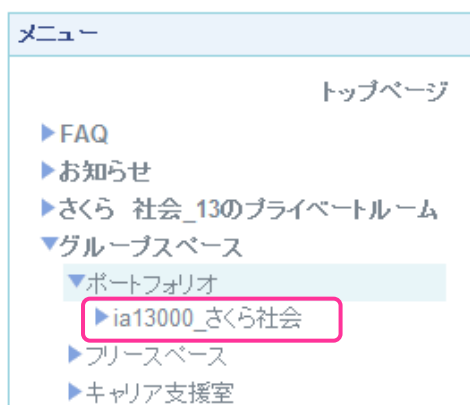 メニュー
トップページ
▶FAQ
▶お知らせ
▶さくら 社会_13のプライベートルーム
▼グループスペース
▼ポートフォリオ
▶ia13000_さくら社会
▶フリースペース
▶キャリア支援室